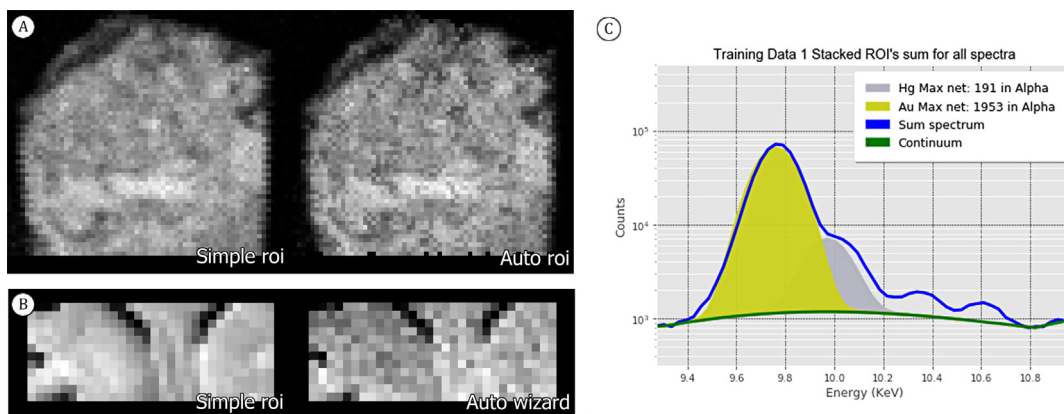 A
Simple roi
Auto roi
B
Simple roi
Auto wizard
C
Training Data 1 Stacked ROI's sum for all spectra
Hg Max net: 191 in Alpha
Au Max net: 1953 in Alpha
Sum spectrum
Continuum
Counts
10⁵
10⁴
10³
9.4 9.6 9.8 10.0 10.2 10.4 10.6 10.8
Energy (KeV)